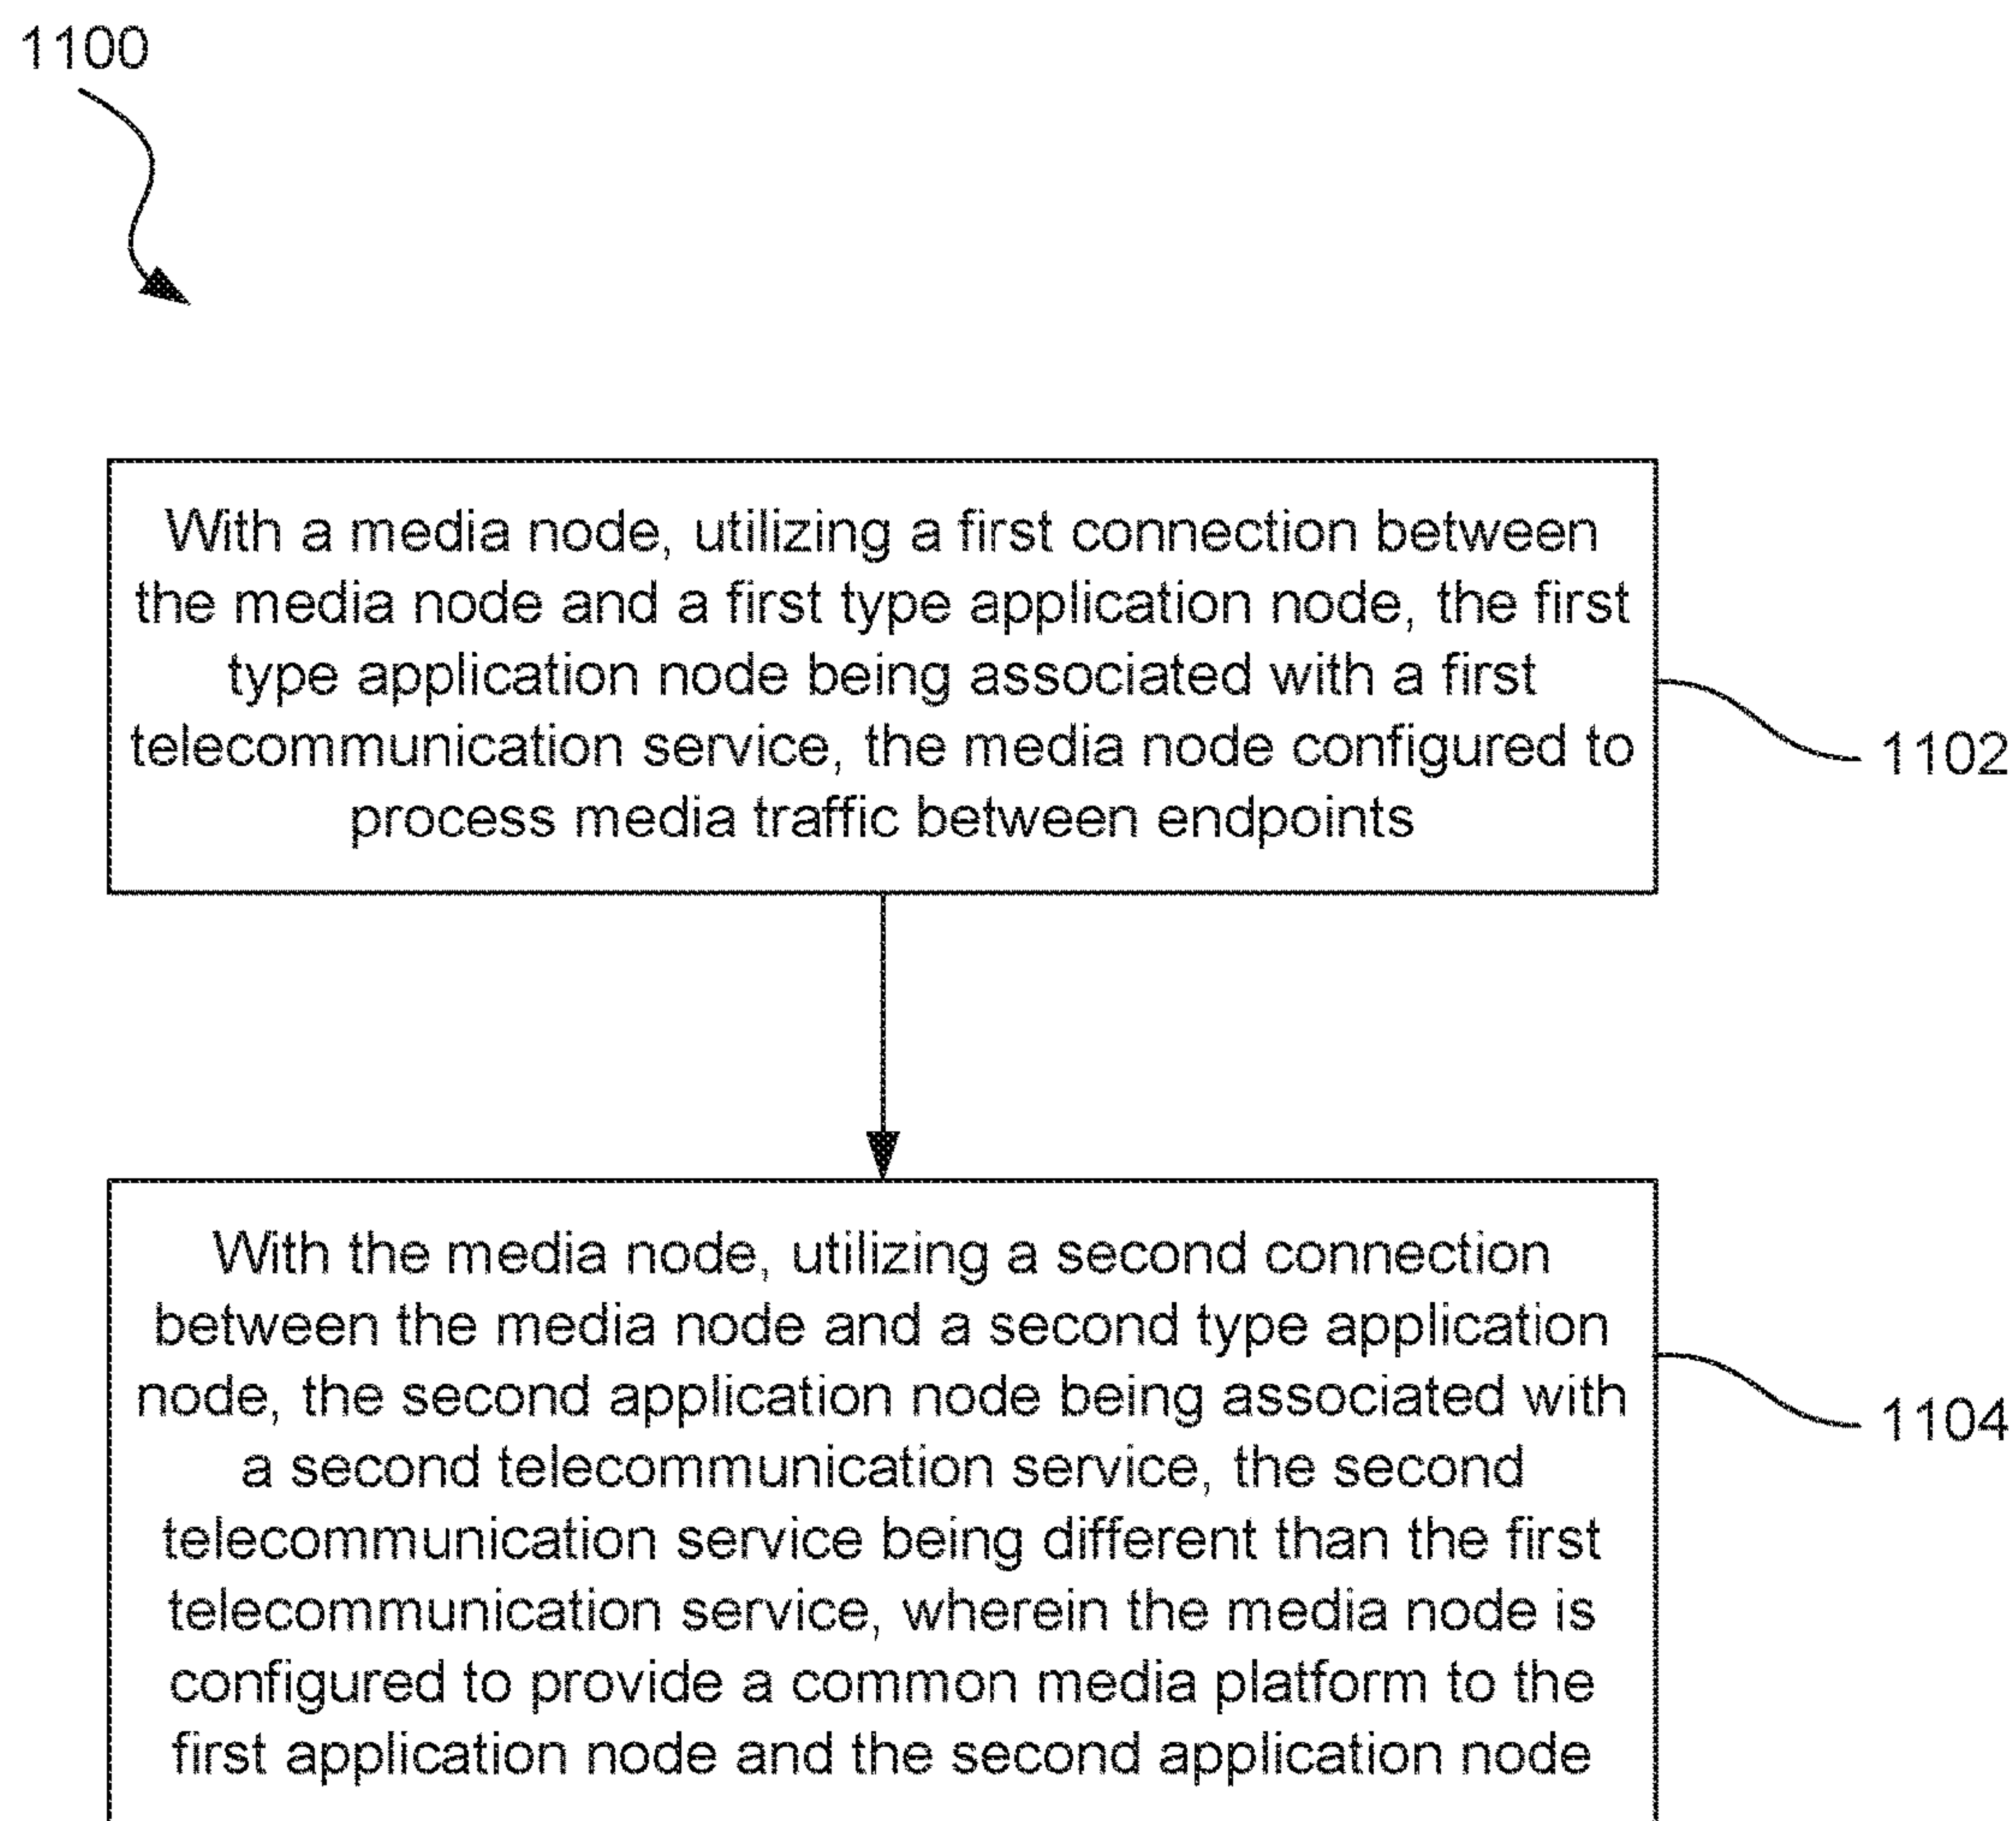 1100
With a media node, utilizing a first connection between
the media node and a first type application node, the first
type application node being associated with a first
telecommunication service, the media node configured to
process media traffic between endpoints
1102
With the media node, utilizing a second connection
between the media node and a second type application
node, the second application node being associated with
a second telecommunication service, the second
telecommunication service being different than the first
telecommunication service, wherein the media node is
configured to provide a common media platform to the
first application node and the second application node
1104